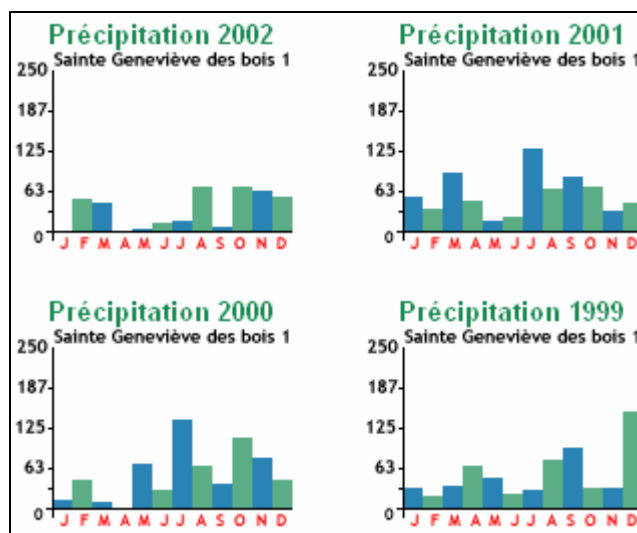 Précipitation 2002
Sainte Geneviève des bois 1
250
187
125
63
0
J F M A M J J A S O N D
Précipitation 2001
Sainte Geneviève des bois 1
250
187
125
63
0
J F M A M J J A S O N D
Précipitation 2000
Sainte Geneviève des bois 1
250
187
125
63
0
J F M A M J J A S O N D
Précipitation 1999
Sainte Geneviève des bois 1
250
187
125
63
0
J F M A M J J A S O N D